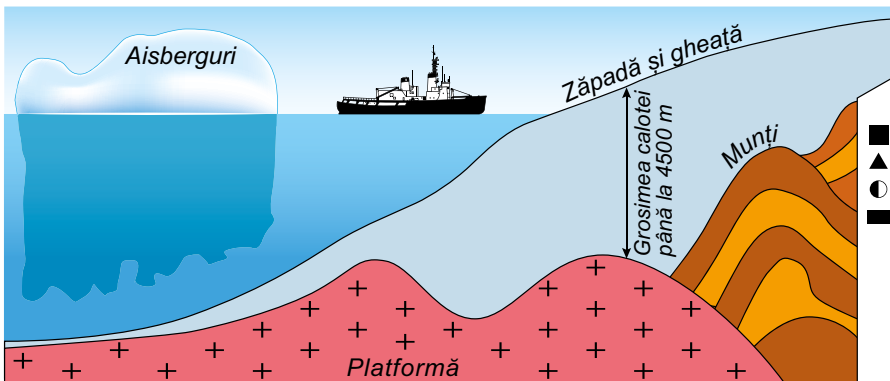 Aisberguri
Zăpadă și gheață
Grosimea calotei
până la 4500 m
Munți
Platformă